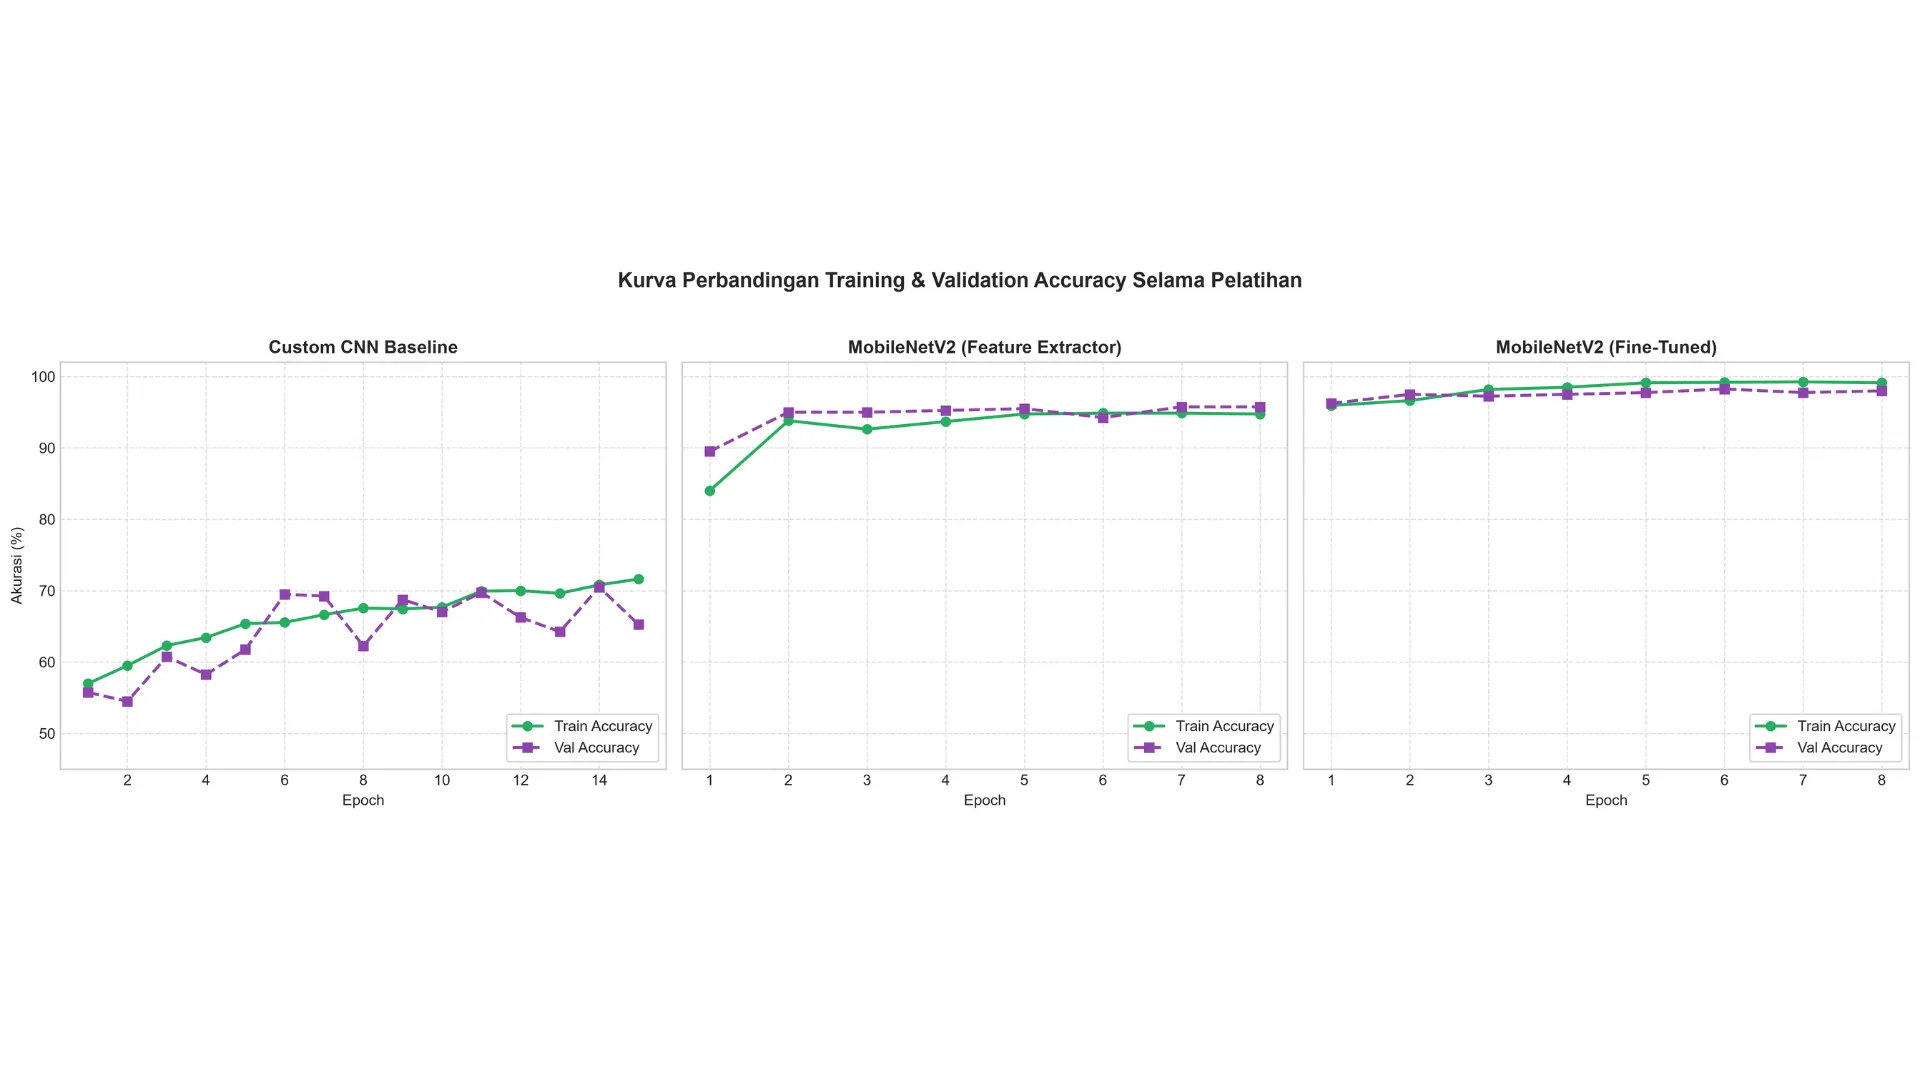 Kurva Perbandingan Training & Validation Accuracy Selama Pelatihan
Custom CNN Baseline
Akurasi (%)
100
90
80
70
60
50
2 4 6 8 10 12 14
Epoch
Train Accuracy
Val Accuracy
MobileNetV2 (Feature Extractor)
1 2 3 4 5 6 7 8
Epoch
Train Accuracy
Val Accuracy
MobileNetV2 (Fine-Tuned)
1 2 3 4 5 6 7 8
Epoch
Train Accuracy
Val Accuracy